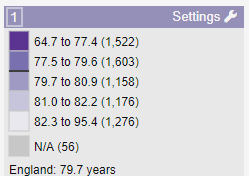 1 Settings
64.7 to 77.4 (1,522)
77.5 to 79.6 (1,603)
79.7 to 80.9 (1,158)
81.0 to 82.2 (1,176)
82.3 to 95.4 (1,276)
N/A (56)
England: 79.7 years